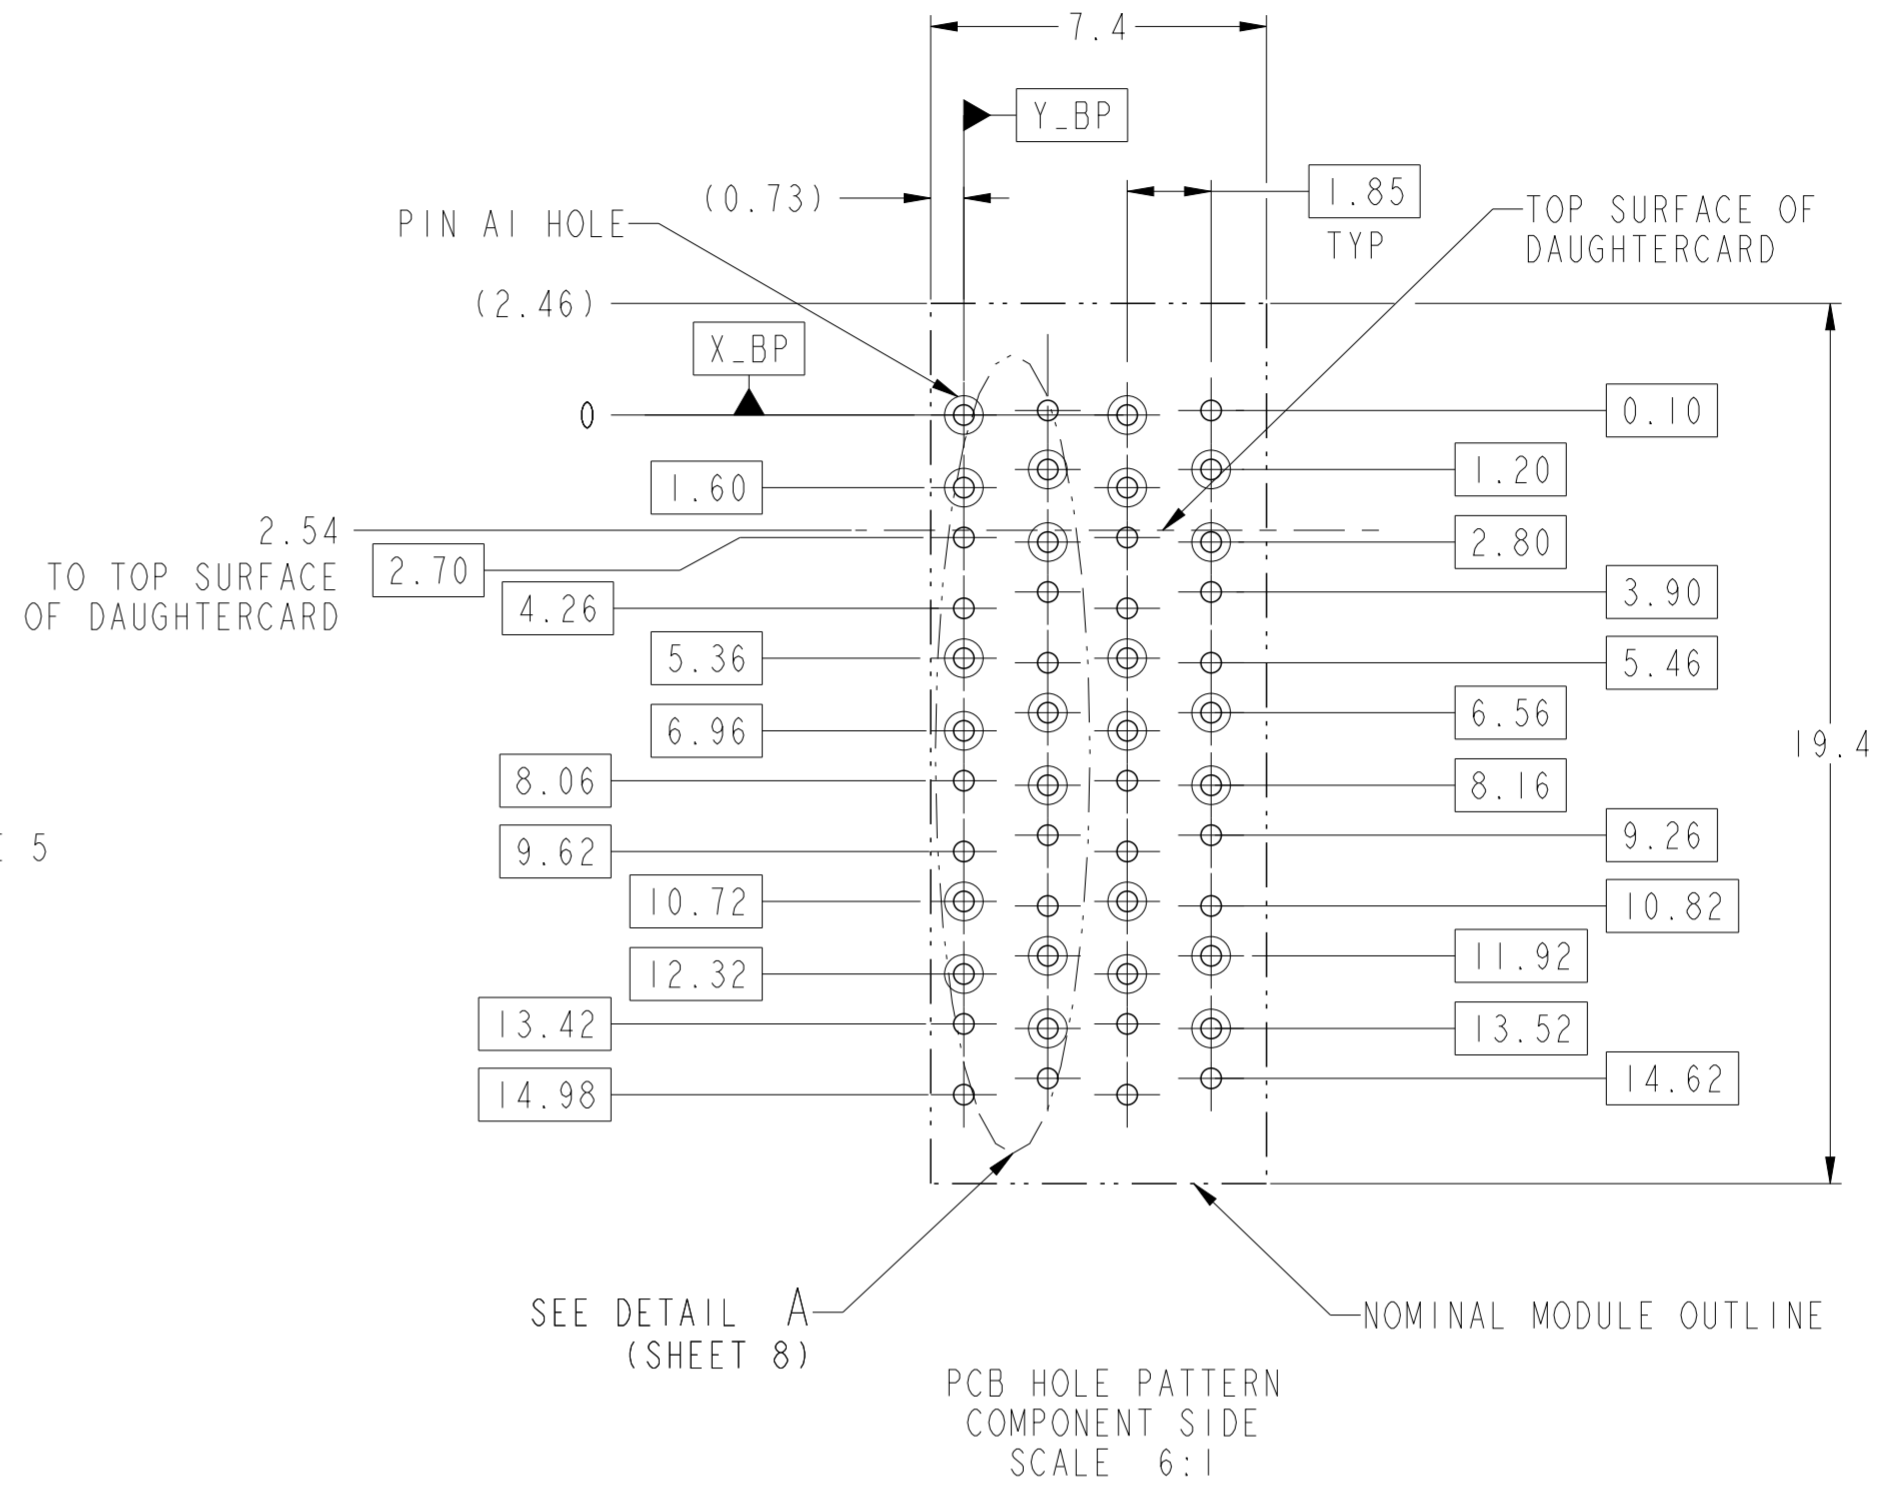 7.4
Y_BP
(0.73)
1.85
TYP
PIN A1 HOLE
TOP SURFACE OF
DAUGHTERCARD
(2.46)
X_BP
0
0.10
1.20
1.60
2.54
TO TOP SURFACE
OF DAUGHTERCARD
2.70
2.80
4.26
3.90
5.36
5.46
6.96
6.56
19.4
8.06
8.16
9.62
9.26
5
10.72
10.82
12.32
11.92
13.42
13.52
14.98
14.62
SEE DETAIL A
(SHEET 8)
NOMINAL MODULE OUTLINE
PCB HOLE PATTERN
COMPONENT SIDE
SCALE 6:1